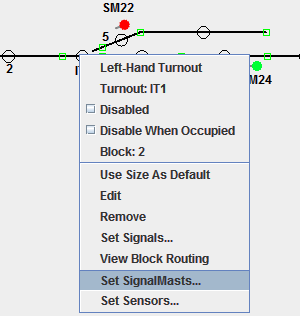 SM22
5
2
IT
Left-Hand Turnout
Turnout: IT1
Disabled
Disable When Occupied
Block: 2
Use Size As Default
Edit
Remove
Set Signals...
View Block Routing
Set SignalMasts...
Set Sensors...
M24